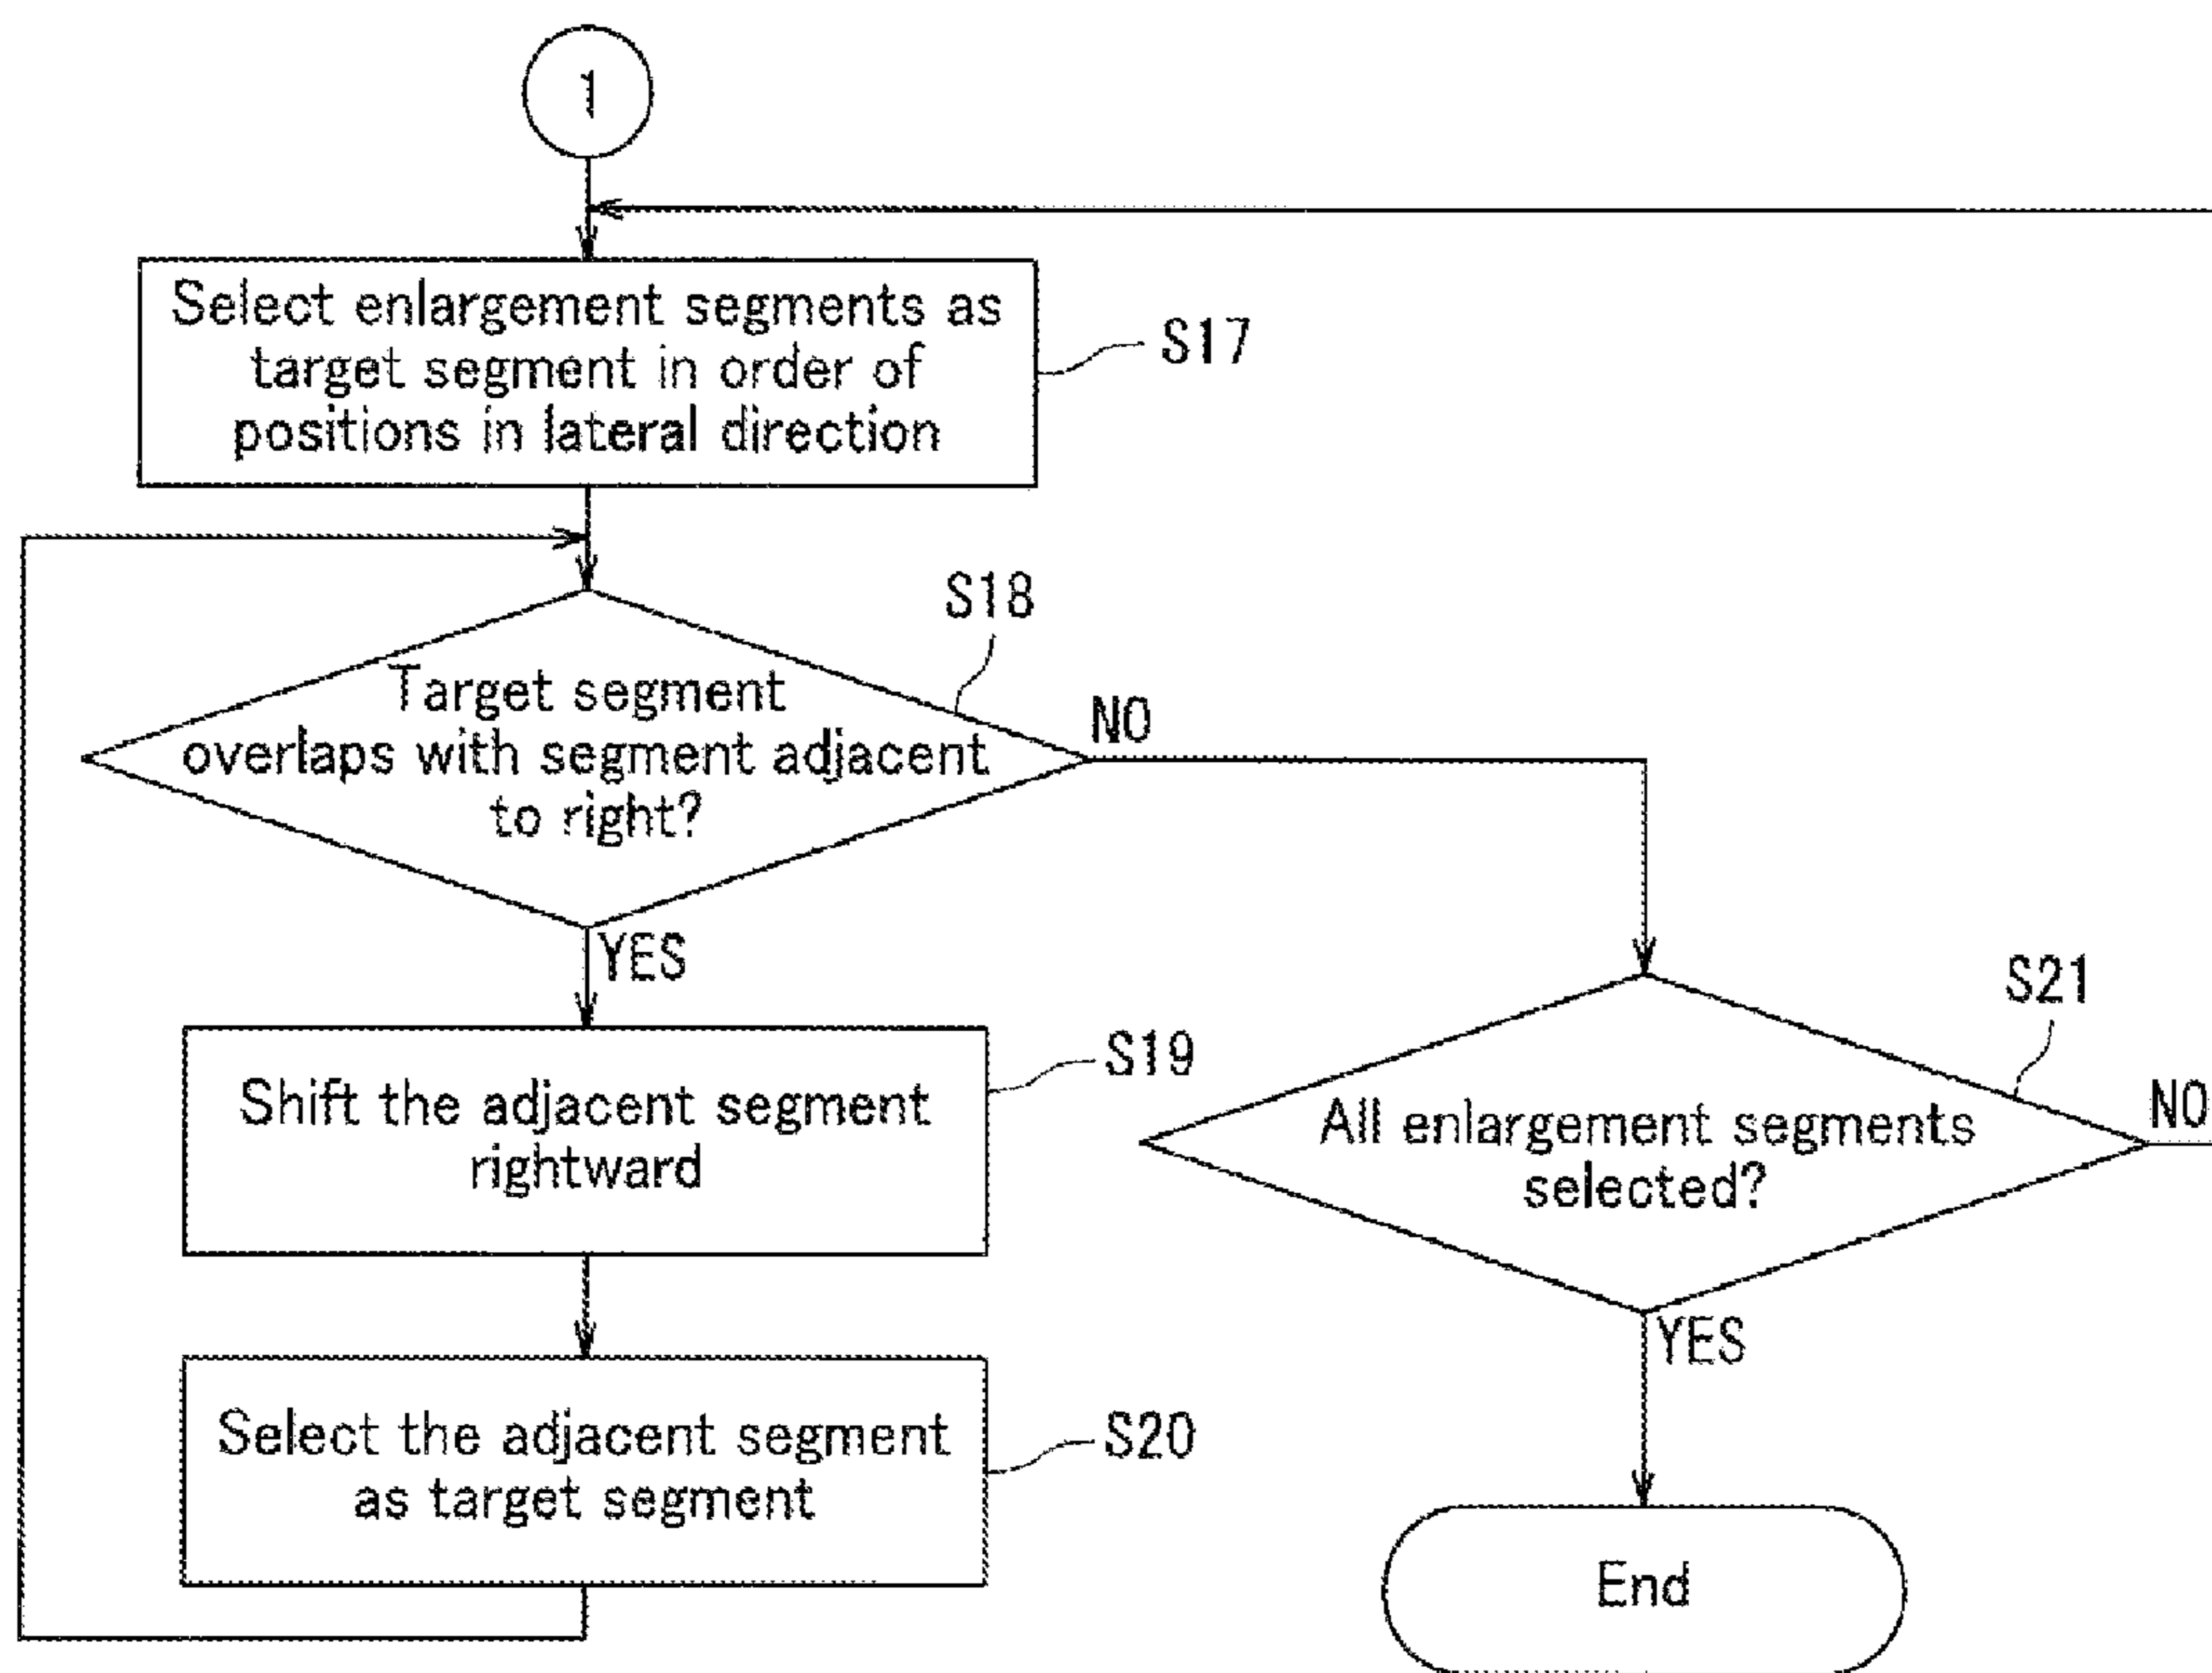 1
Select enlargement segments as
target segment in order of
positions in lateral direction
S17
S18
Target segment
overlaps with segment adjacent
to right?
NO
YES
S19
Shift the adjacent segment
rightward
S21
All enlargement segments
selected?
NO
YES
S20
Select the adjacent segment
as target segment
End